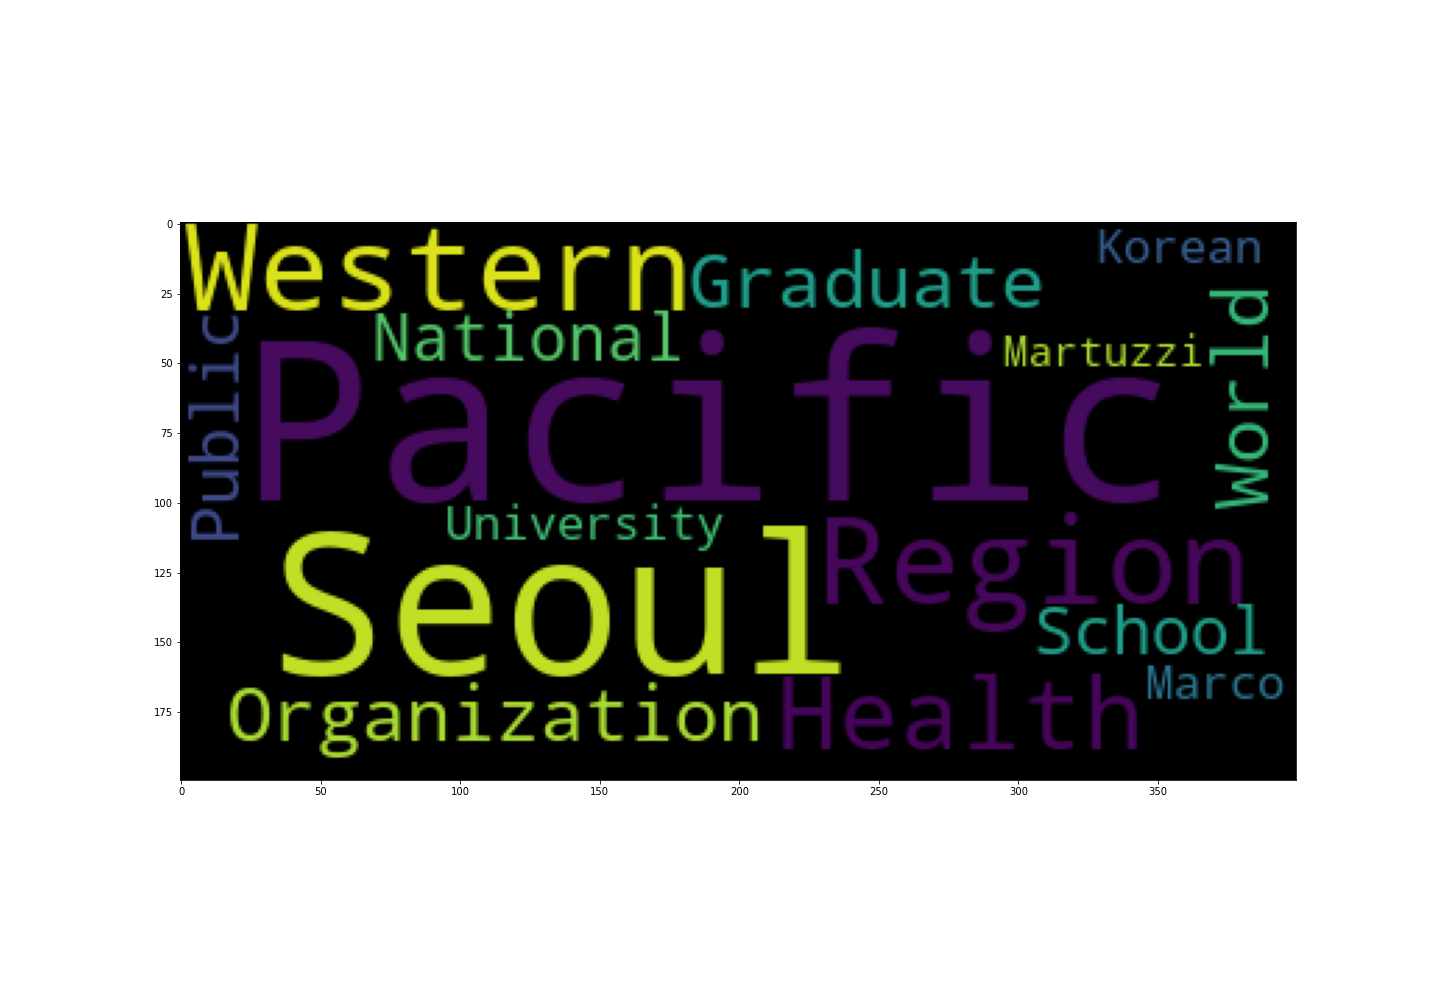 0
25
50
75
100
125
150
175
Western
Graduate
Korean
National
Martuzzi
World
Public
Pacific
University
Region
Seoul
School
Marco
Organization
Health
0 50 100 150 200 250 300 350